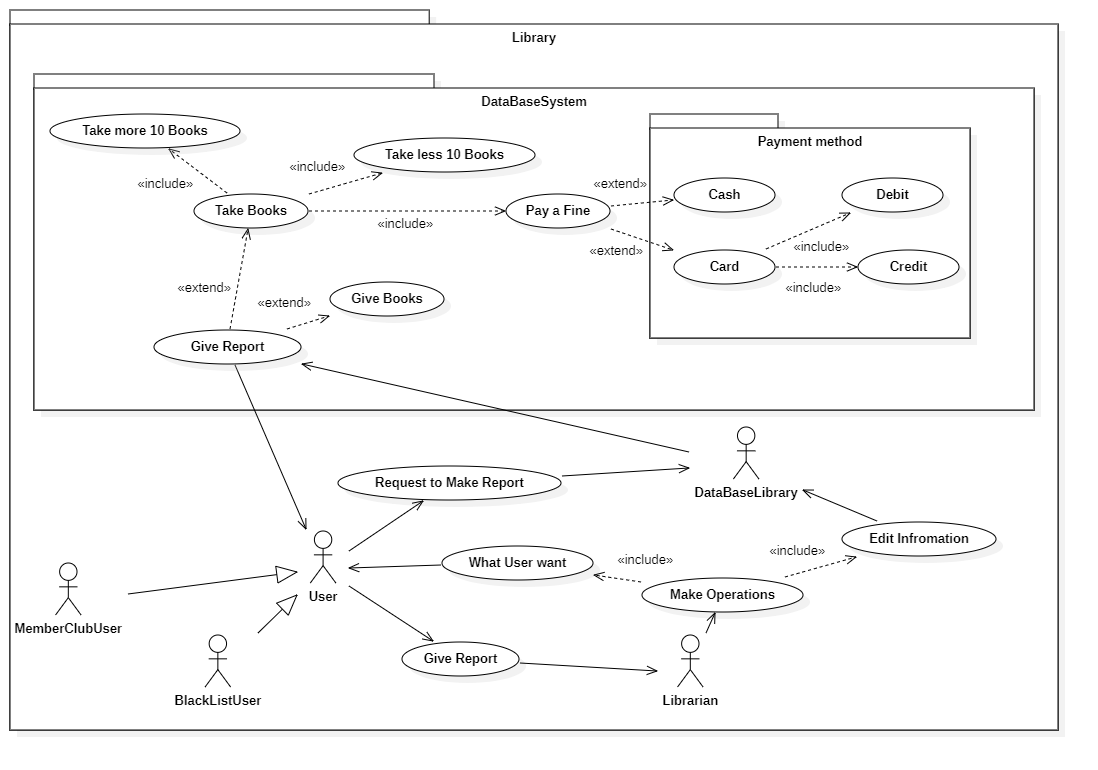 Library
DataBaseSystem
Take more 10 Books
Payment method
«include»
Take less 10 Books
«include»
«extend»
Cash
Debit
Take Books
Pay a Fine
«include»
«include»
«extend»
Card
Credit
«include»
«extend»
«extend»
Give Books
Give Report
Request to Make Report
DataBaseLibrary
Edit Infromation
«include»
What User want
«include»
Make Operations
User
MemberClubUser
Give Report
BlackListUser
Librarian